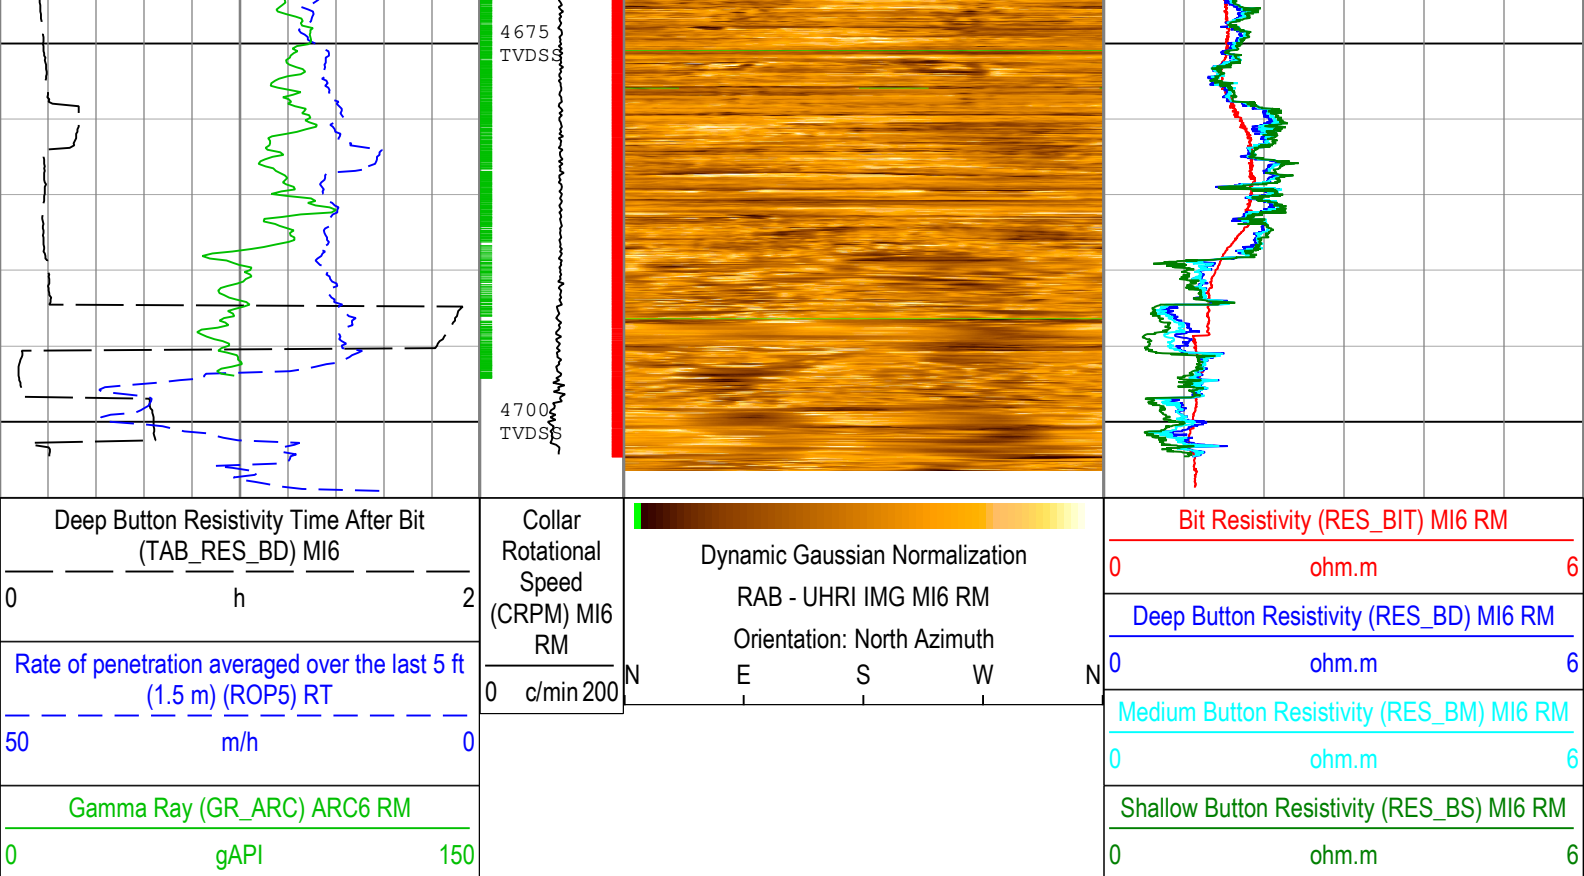 4675
TVDSS
4700
TVDSS
Deep Button Resistivity Time After Bit
(TAB_RES_BD) MI6
0 h 2
Rate of penetration averaged over the last 5 ft
(1.5 m) (ROP5) RT
50 m/h 0
Gamma Ray (GR_ARC) ARC6 RM
0 gAPI 150
Collar
Rotational
Speed
(CRPM) MI6
RM
0 c/min 200
Dynamic Gaussian Normalization
RAB - UHRI IMG MI6 RM
Orientation: North Azimuth
N E S W N
Bit Resistivity (RES_BIT) MI6 RM
0 ohm.m 6
Deep Button Resistivity (RES_BD) MI6 RM
0 ohm.m 6
Medium Button Resistivity (RES_BM) MI6 RM
0 ohm.m 6
Shallow Button Resistivity (RES_BS) MI6 RM
0 ohm.m 6